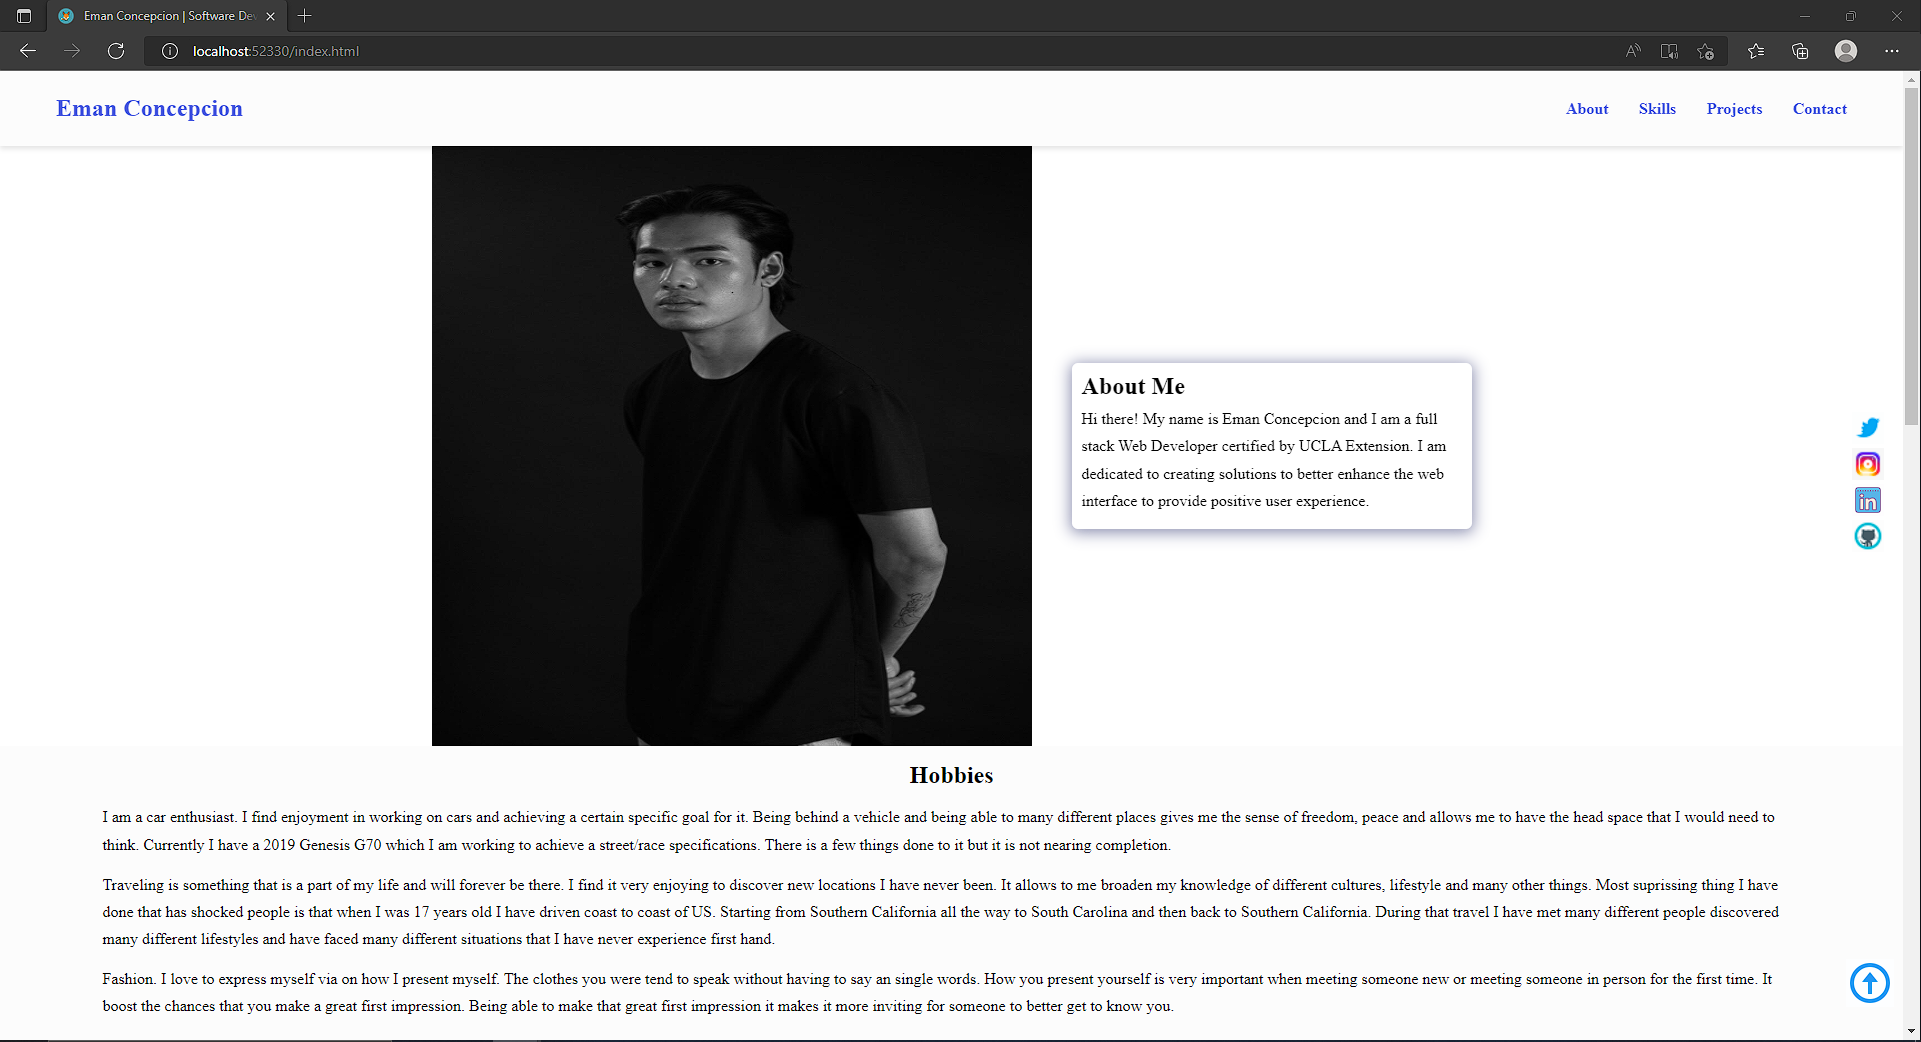 Eman Concepcion | Software De
localhost:52330/index.html
Eman Concepcion
About Skills Projects Contact
About Me
Hi there! My name is Eman Concepcion and I am a full
stack Web Developer certified by UCLA Extension. I am
dedicated to creating solutions to better enhance the web
interface to provide positive user experience.
in
Hobbies
I am a car enthusiast. I find enjoyment in working on cars and achieving a certain specific goal for it. Being behind a vehicle and being able to many different places gives me the sense of freedom, peace and allows me to have the head space that I would need to
think. Currently I have a 2019 Genesis G70 which I am working to achieve a street/race specifications. There is a few things done to it but it is not nearing completion.
Traveling is something that is a part of my life and will forever be there. I find it very enjoying to discover new locations I have never been. It allows to me broaden my knowledge of different cultures, lifestyle and many other things. Most suprissing thing I have
done that has shocked people is that when I was 17 years old I have driven coast to coast of US. Starting from Southern California all the way to South Carolina and then back to Southern California. During that travel I have met many different people discovered
many different lifestyles and have faced many different situations that I have never experience first hand.
Fashion. I love to express myself via on how I present myself. The clothes you were tend to speak without having to say an single words. How you present yourself is very important when meeting someone new or meeting someone in person for the first time. It
boost the chances that you make a great first impression. Being able to make that great first impression it makes it more inviting for someone to better get to know you.